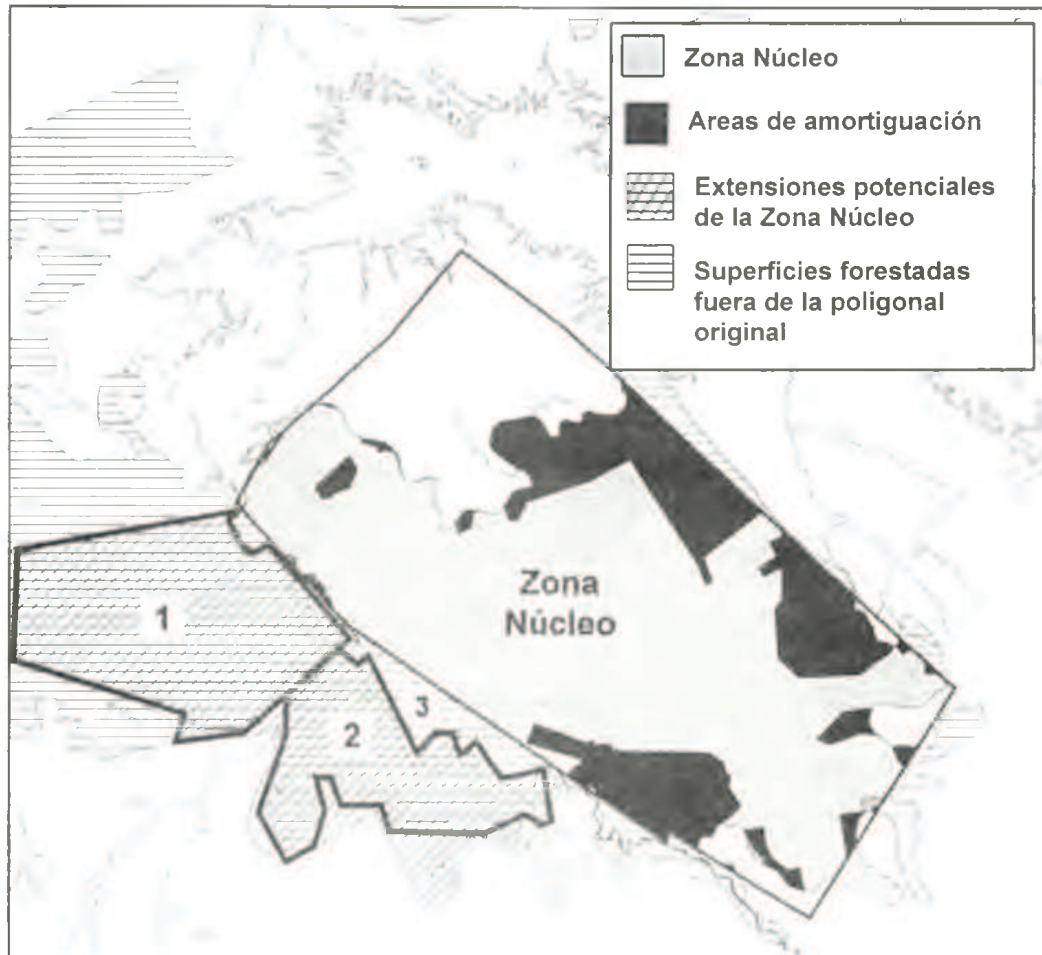 Zona Núcleo
Areas de amortiguación
Extensiones potenciales
de la Zona Núcleo
Superficies forestadas
fuera de la poligonal
original
Zona
Núcleo
1
2
3